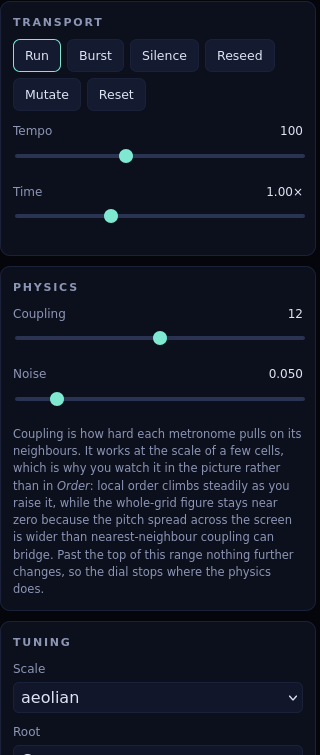 TRANSPORT
Run Burst Silence Reseed
Mutate Reset
Tempo 100
Time 1.00×
PHYSICS
Coupling 12
Noise 0.050
Coupling is how hard each metronome pulls on its
neighbours. It works at the scale of a few cells,
which is why you watch it in the picture rather
than in Order: local order climbs steadily as you
raise it, while the whole-grid figure stays near
zero because the pitch spread across the screen
is wider than nearest-neighbour coupling can
bridge. Past the top of this range nothing further
changes, so the dial stops where the physics
does.
TUNING
Scale
aeolian
Root